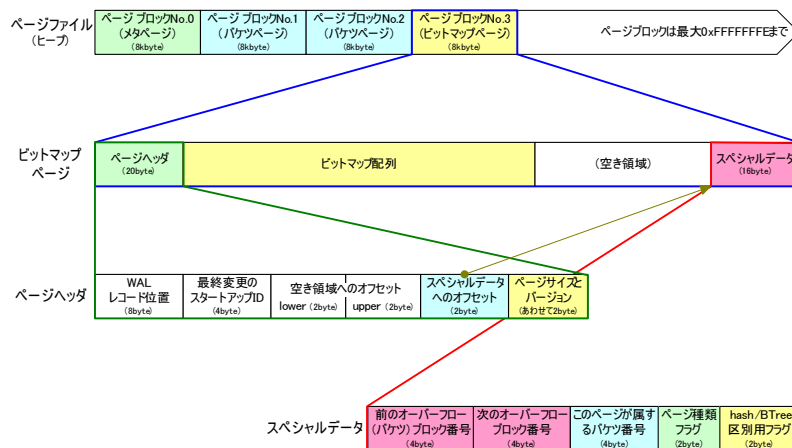 ページファイル
(ヒープ)
ページ ブロックNo.0
(メタページ)
(8kbyte)
ページ ブロックNo.1
(バケツページ)
(8kbyte)
ページ ブロックNo.2
(バケツページ)
(8kbyte)
ページ ブロックNo.3
(ビットマップページ)
(8kbyte)
ページブロックは最大0xFFFFFFFEまで
ビットマップ
ページ
ページヘッダ
(20byte)
ビットマップ配列
(空き領域)
スペシャルデータ
(16byte)
ページヘッダ
WAL
レコード位置
(8byte)
最終変更の
スタートアップID
(4byte)
空き領域へのオフセット
lower (2byte)
upper (2byte)
スペシャルデータ
へのオフセット
(2byte)
ページサイズと
バージョン
(あわせて2byte)
スペシャルデータ
前のオーバーフロー
(バケツ)ブロック番号
(4byte)
次のオーバーフロー
ブロック番号
(4byte)
このページが属す
るバケツ番号
(4byte)
ページ種類
フラグ
(2byte)
hash/BTree
区別用フラグ
(2byte)